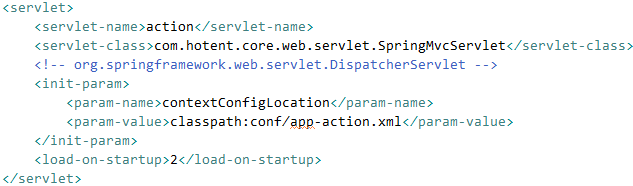 <servlet>
<servlet-name>action</servlet-name>
<servlet-class>com.hotent.core.web.servlet.SpringMvcServlet</servlet-class>
<!-- org.springframework.web.servlet.DispatcherServlet -->
<init-param>
<param-name>contextConfigLocation</param-name>
<param-value>classpath:conf/app-action.xml</param-value>
</init-param>
<load-on-startup>2</load-on-startup>
</servlet>